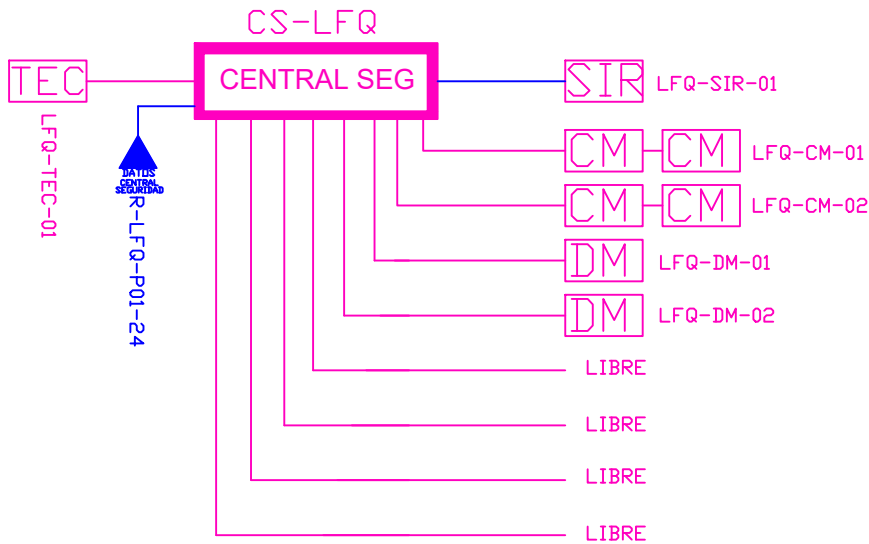 CS-LFQ
CENTRAL SEG
TEC
LFQ-TEC-01
DATOS
CENTRAL
SEGURIDAD
R-LFQ-P01-24
SIR LFQ-SIR-01
CM CM LFQ-CM-01
CM CM LFQ-CM-02
DM LFQ-DM-01
DM LFQ-DM-02
LIBRE
LIBRE
LIBRE
LIBRE